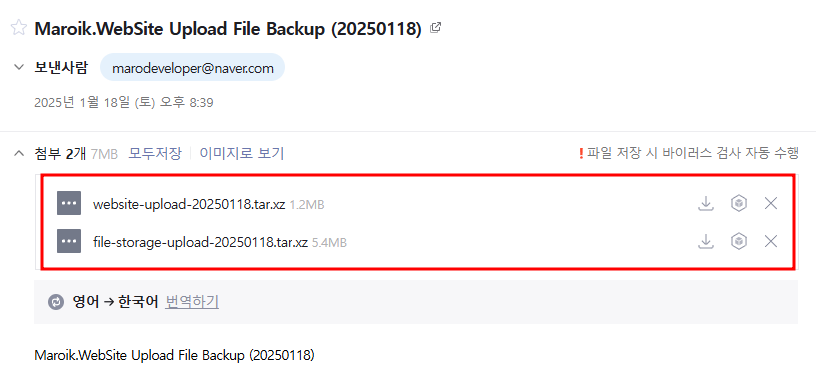 Maroik.WebSite Upload File Backup (20250118)
보낸사람 marodeveloper@naver.com
2025년 1월 18일 (토) 오후 8:39
첨부 2개 7MB 모두저장 이미지로 보기 ! 파일 저장 시 바이러스 검사 자동 수행
website-upload-20250118.tar.xz 1.2MB
file-storage-upload-20250118.tar.xz 5.4MB
영어 → 한국어 번역하기
Maroik.WebSite Upload File Backup (20250118)